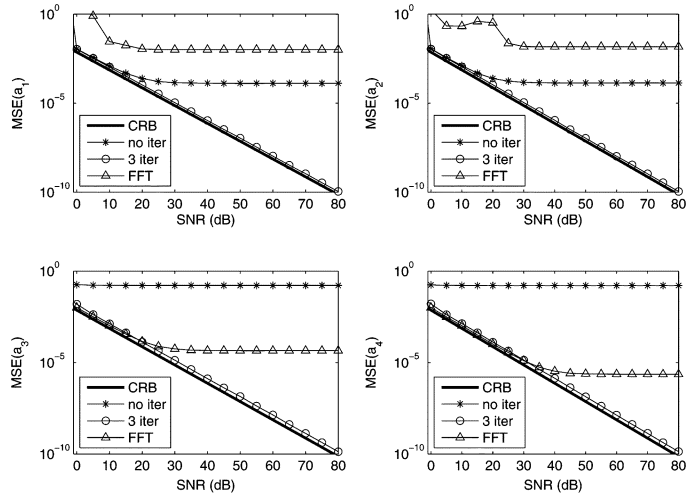 10^0
10^-5
10^-10
MSE(a_1)
CRB
no iter
3 iter
FFT
0 10 20 30 40 50 60 70 80
SNR (dB)
10^0
10^-5
10^-10
MSE(a_2)
CRB
no iter
3 iter
FFT
0 10 20 30 40 50 60 70 80
SNR (dB)
10^0
10^-5
10^-10
MSE(a_3)
CRB
no iter
3 iter
FFT
0 10 20 30 40 50 60 70 80
SNR (dB)
10^0
10^-5
10^-10
MSE(a_4)
CRB
no iter
3 iter
FFT
0 10 20 30 40 50 60 70 80
SNR (dB)